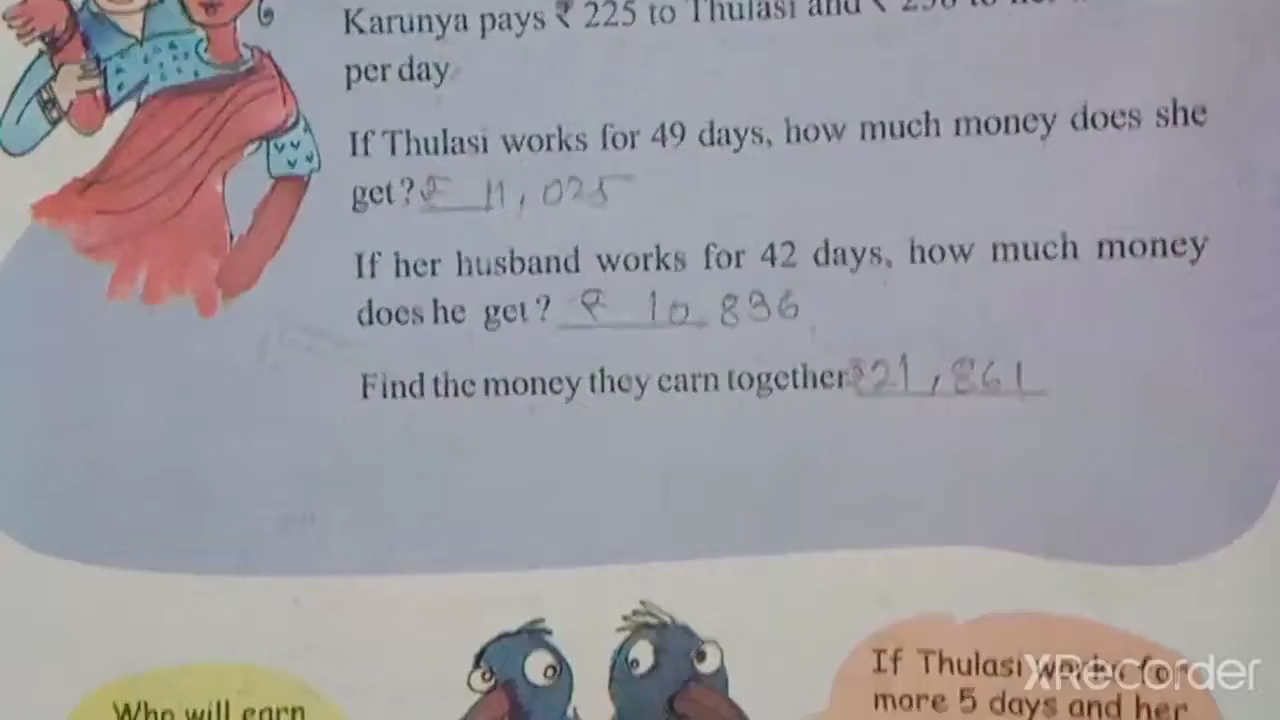 Karunya pays ₹ 225 to Thulasi and ₹
per day.
If Thulasi works for 49 days, how much money does she
get? ₹ 11,025
If her husband works for 42 days, how much money
does he get? ₹ 10 836
Find the money they earn together ₹21,861
Who will earn
If Thulasi works for
more 5 days and her
XRecorder